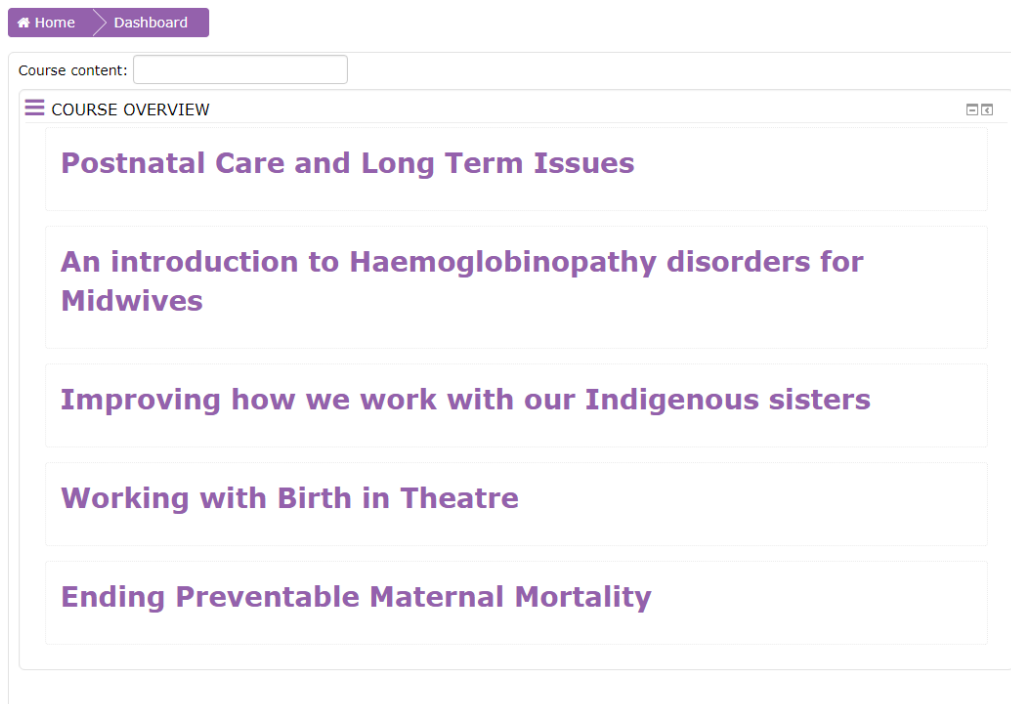 Home Dashboard
Course content:
COURSE OVERVIEW
Postnatal Care and Long Term Issues
An introduction to Haemoglobinopathy disorders for
Midwives
Improving how we work with our Indigenous sisters
Working with Birth in Theatre
Ending Preventable Maternal Mortality